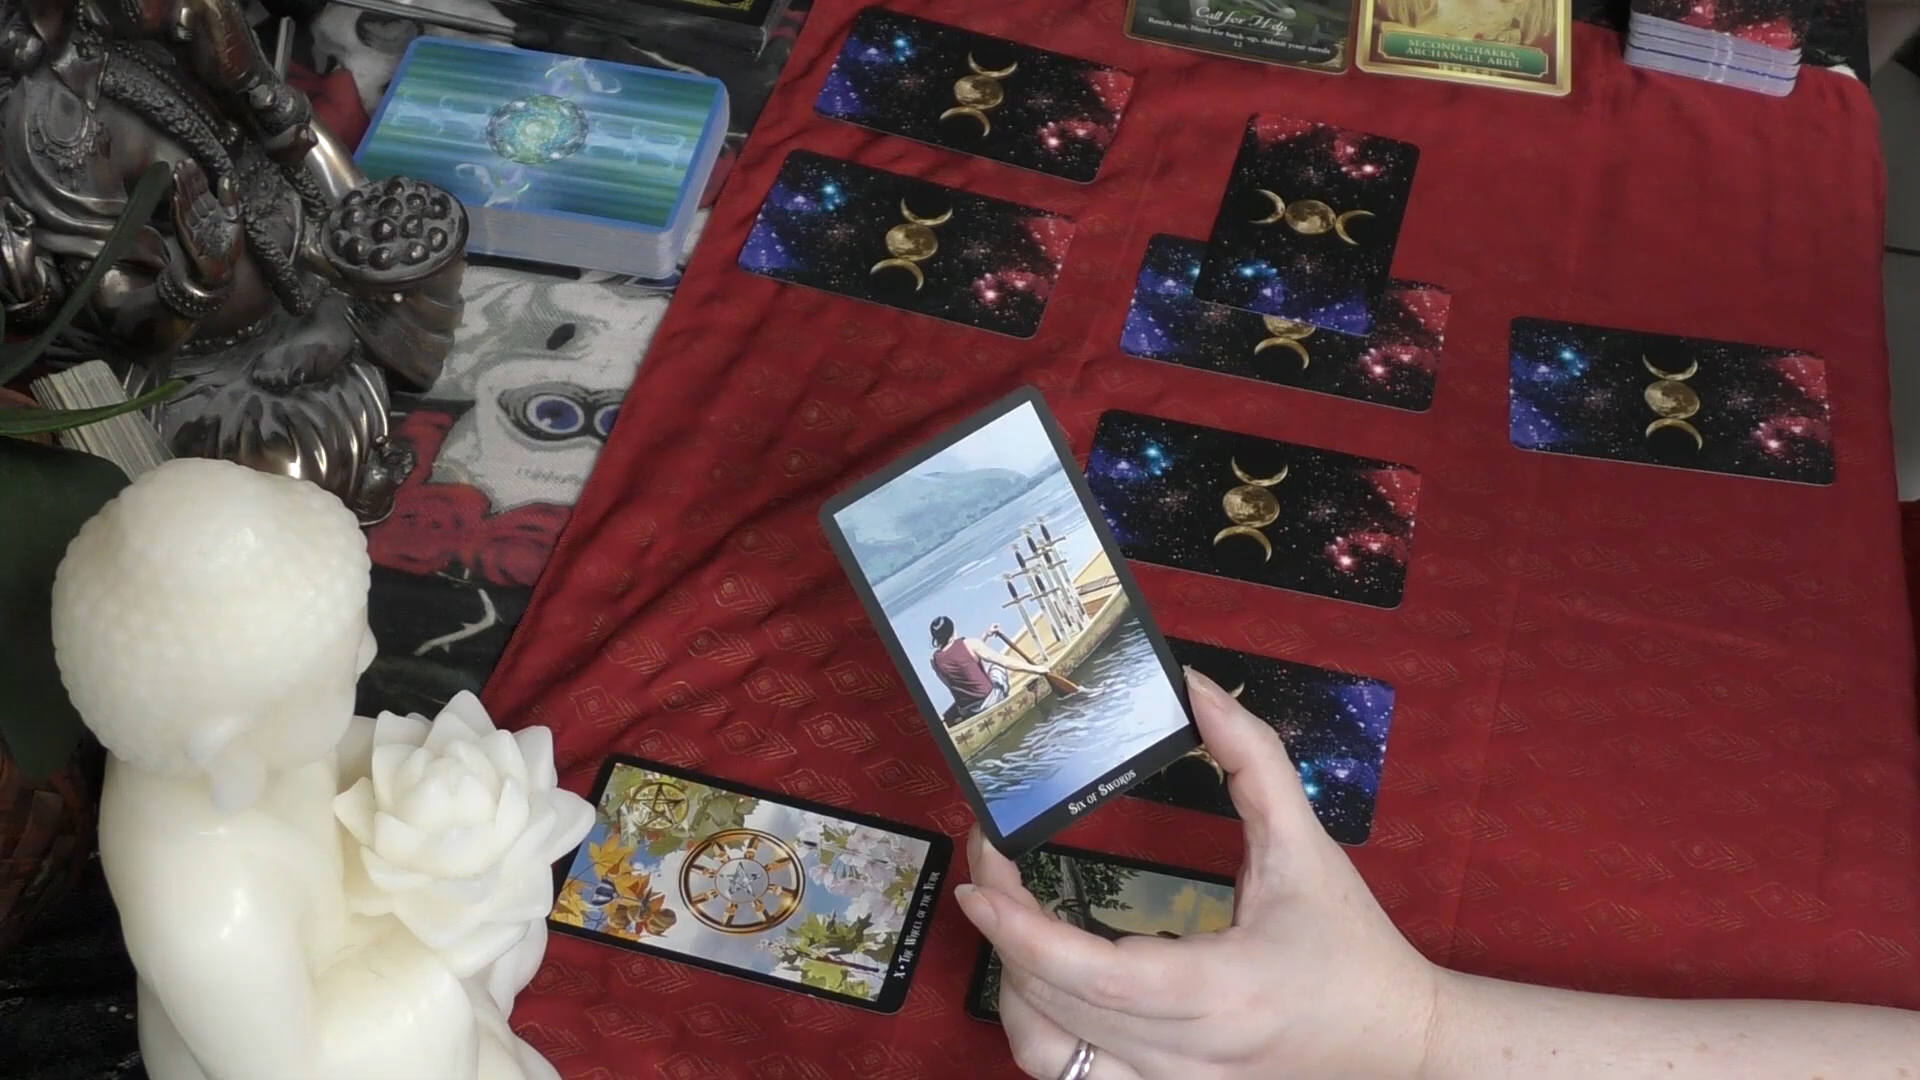 Call for Help
Reach out. Need for back-up. Admit your needs
12
SECOND CHAKRA
ARCHANGEL ARIEL
SIX OF SWORDS
X • THE WHEEL OF THE YEAR